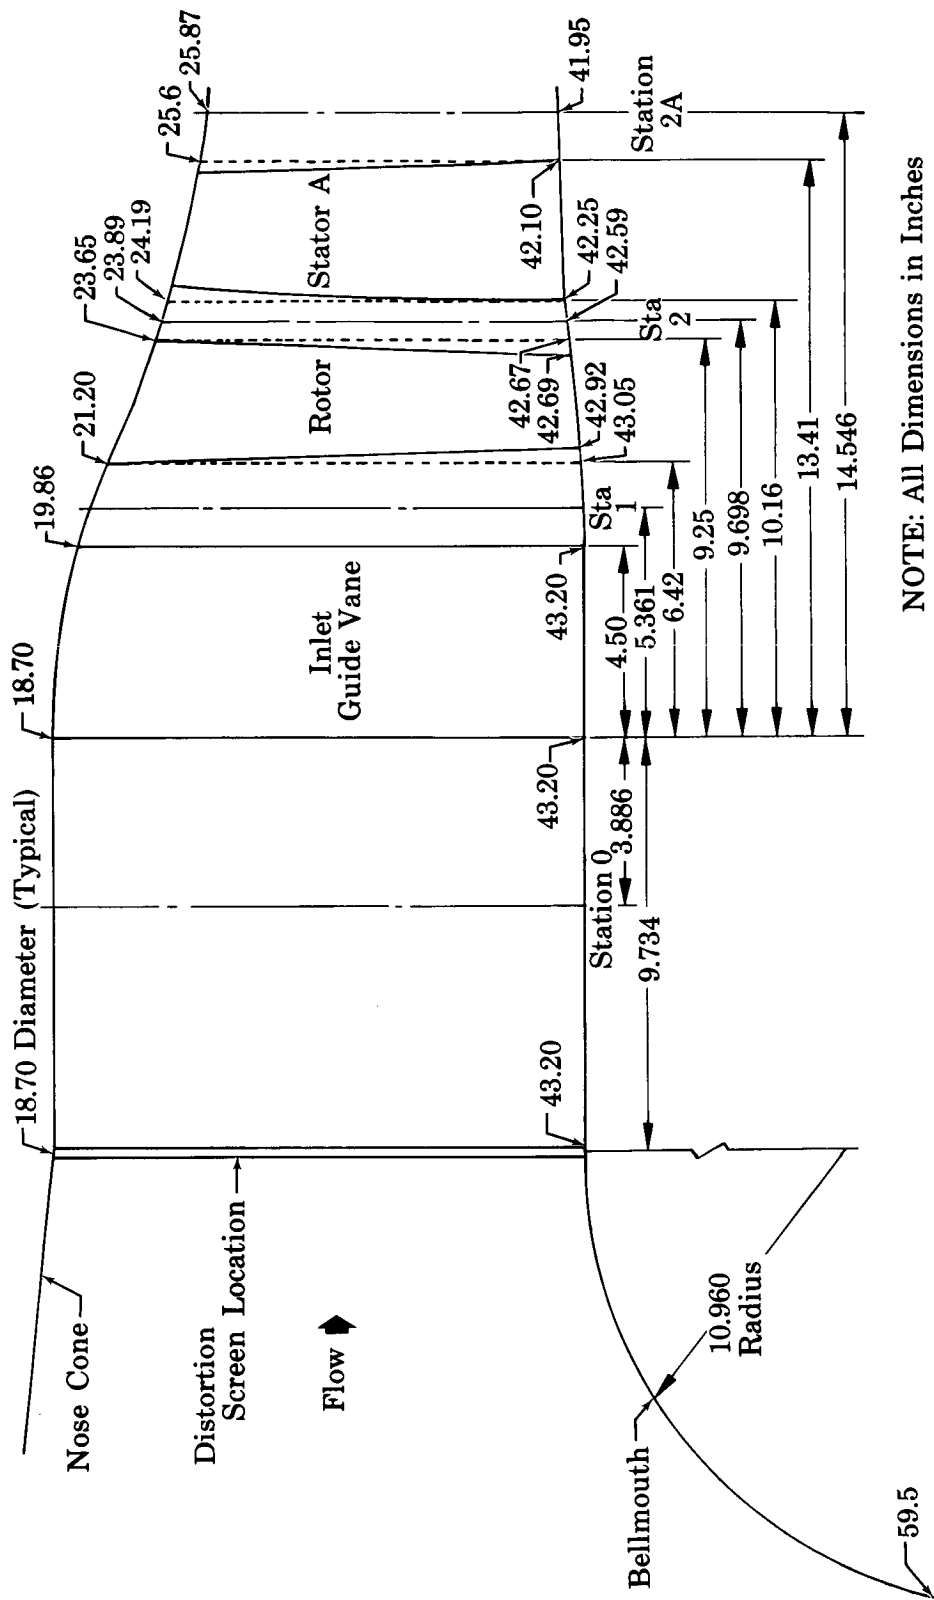 18.70 Diameter (Typical)
18.70
19.86
21.20
23.65
23.89
24.19
25.6
25.87
Nose Cone
Distortion
Screen Location
Flow
Inlet
Guide Vane
Rotor
Stator A
43.20
43.20
43.20
42.67
42.69
42.92
43.05
42.10
42.25
42.59
41.95
Station 0
Sta
1
Sta
2
Station
2A
3.886
9.734
4.50
5.361
6.42
9.25
9.698
10.16
13.41
14.546
Bellmouth
10.960
Radius
59.5
NOTE: All Dimensions in Inches